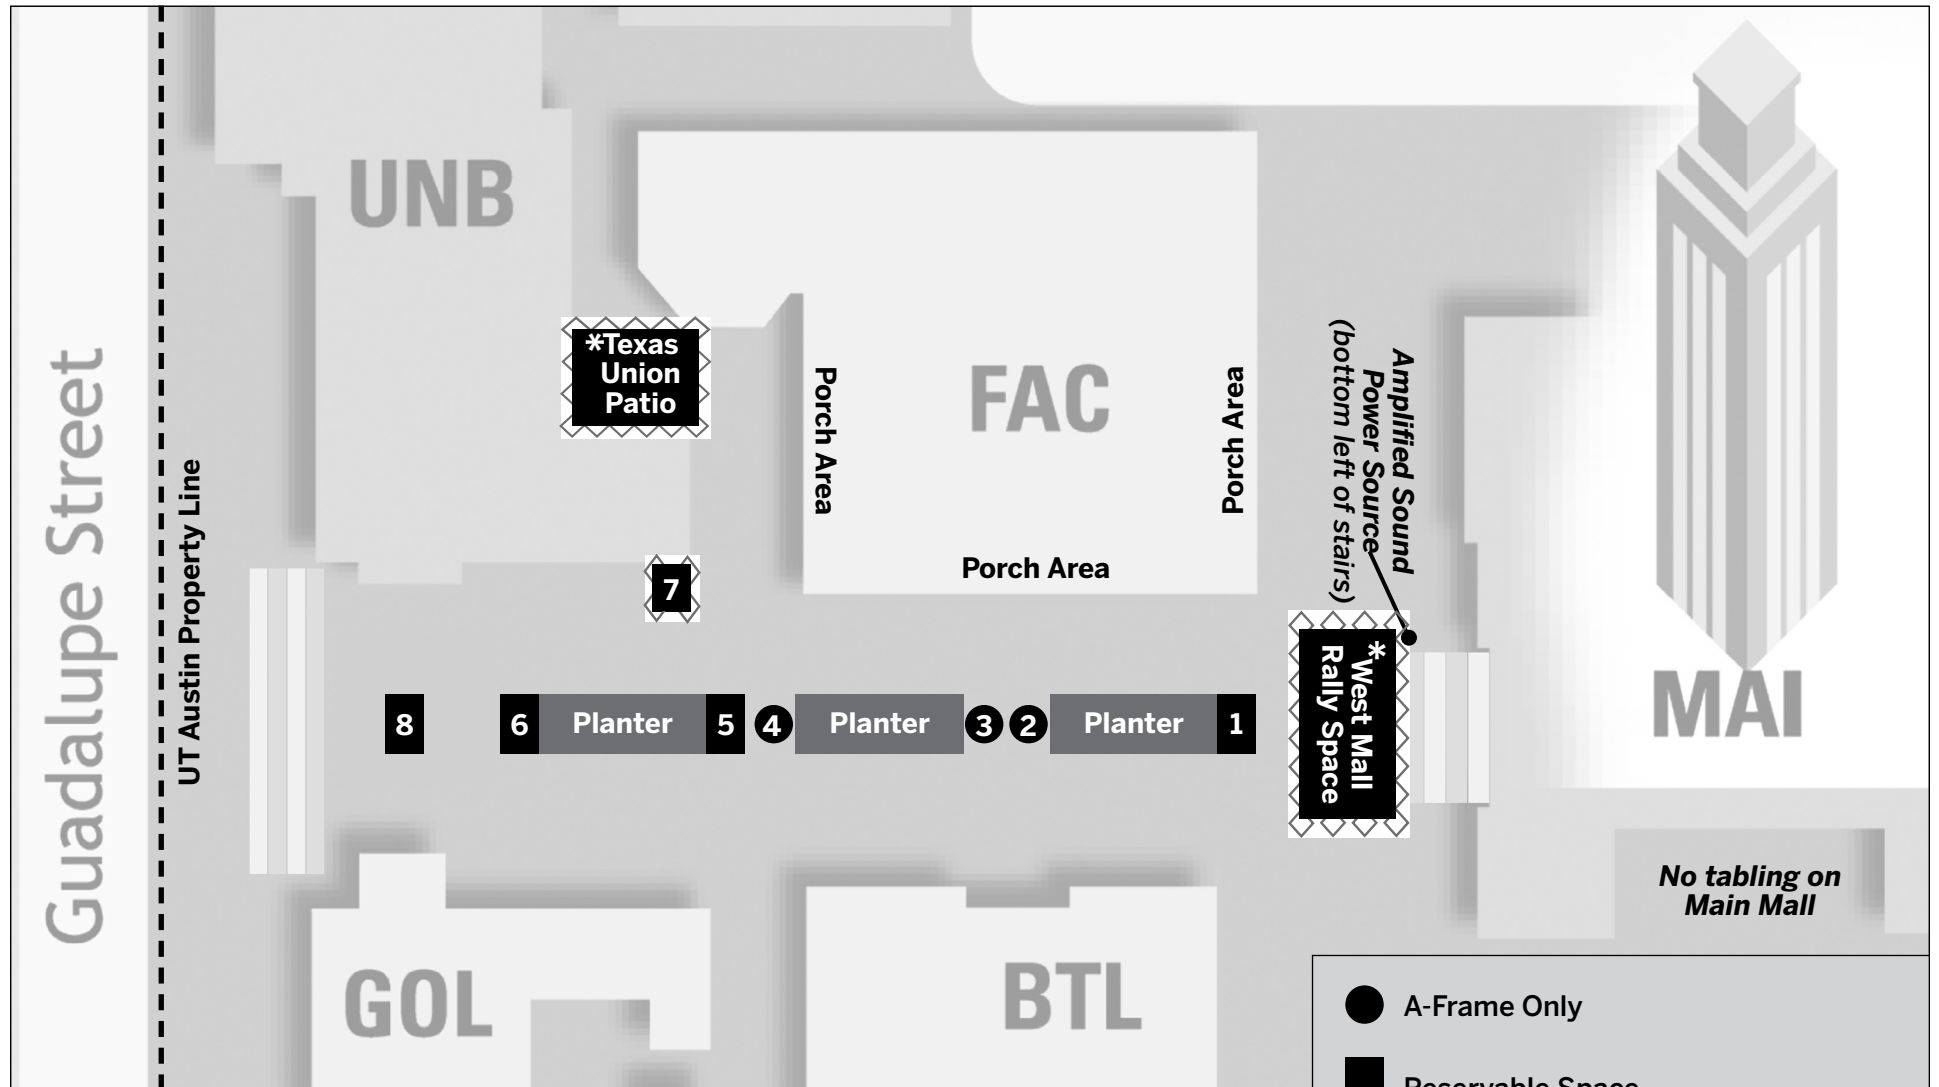 UNB
*Texas
Union
Patio
FAC
Porch Area
Porch Area
Porch Area
Amplified Sound
Power Source
(bottom left of stairs)
Guadalupe Street
UT Austin Property Line
7
8
6
Planter
5
4
Planter
3
2
Planter
1
*West Mall
Rally Space
MAI
No tabling on
Main Mall
GOL
BTL
A-Frame Only
Reservable Space